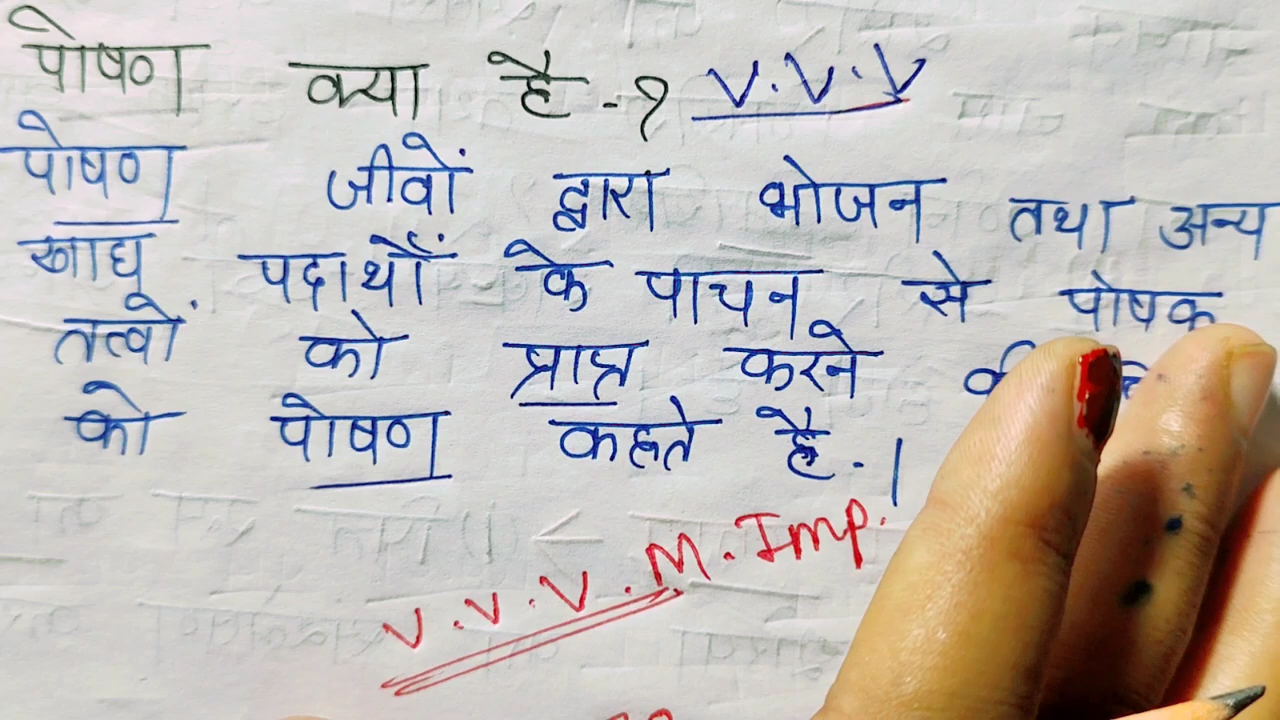 पोषण क्या है -? V.V.V
पोषण जीवों द्वारा भोजन तथा अन्य
खाद्य पदार्थों के पाचन से पोषक
तत्वों को प्राप्त करने
को पोषण कहते है.।
V.V.V.M.Imp.